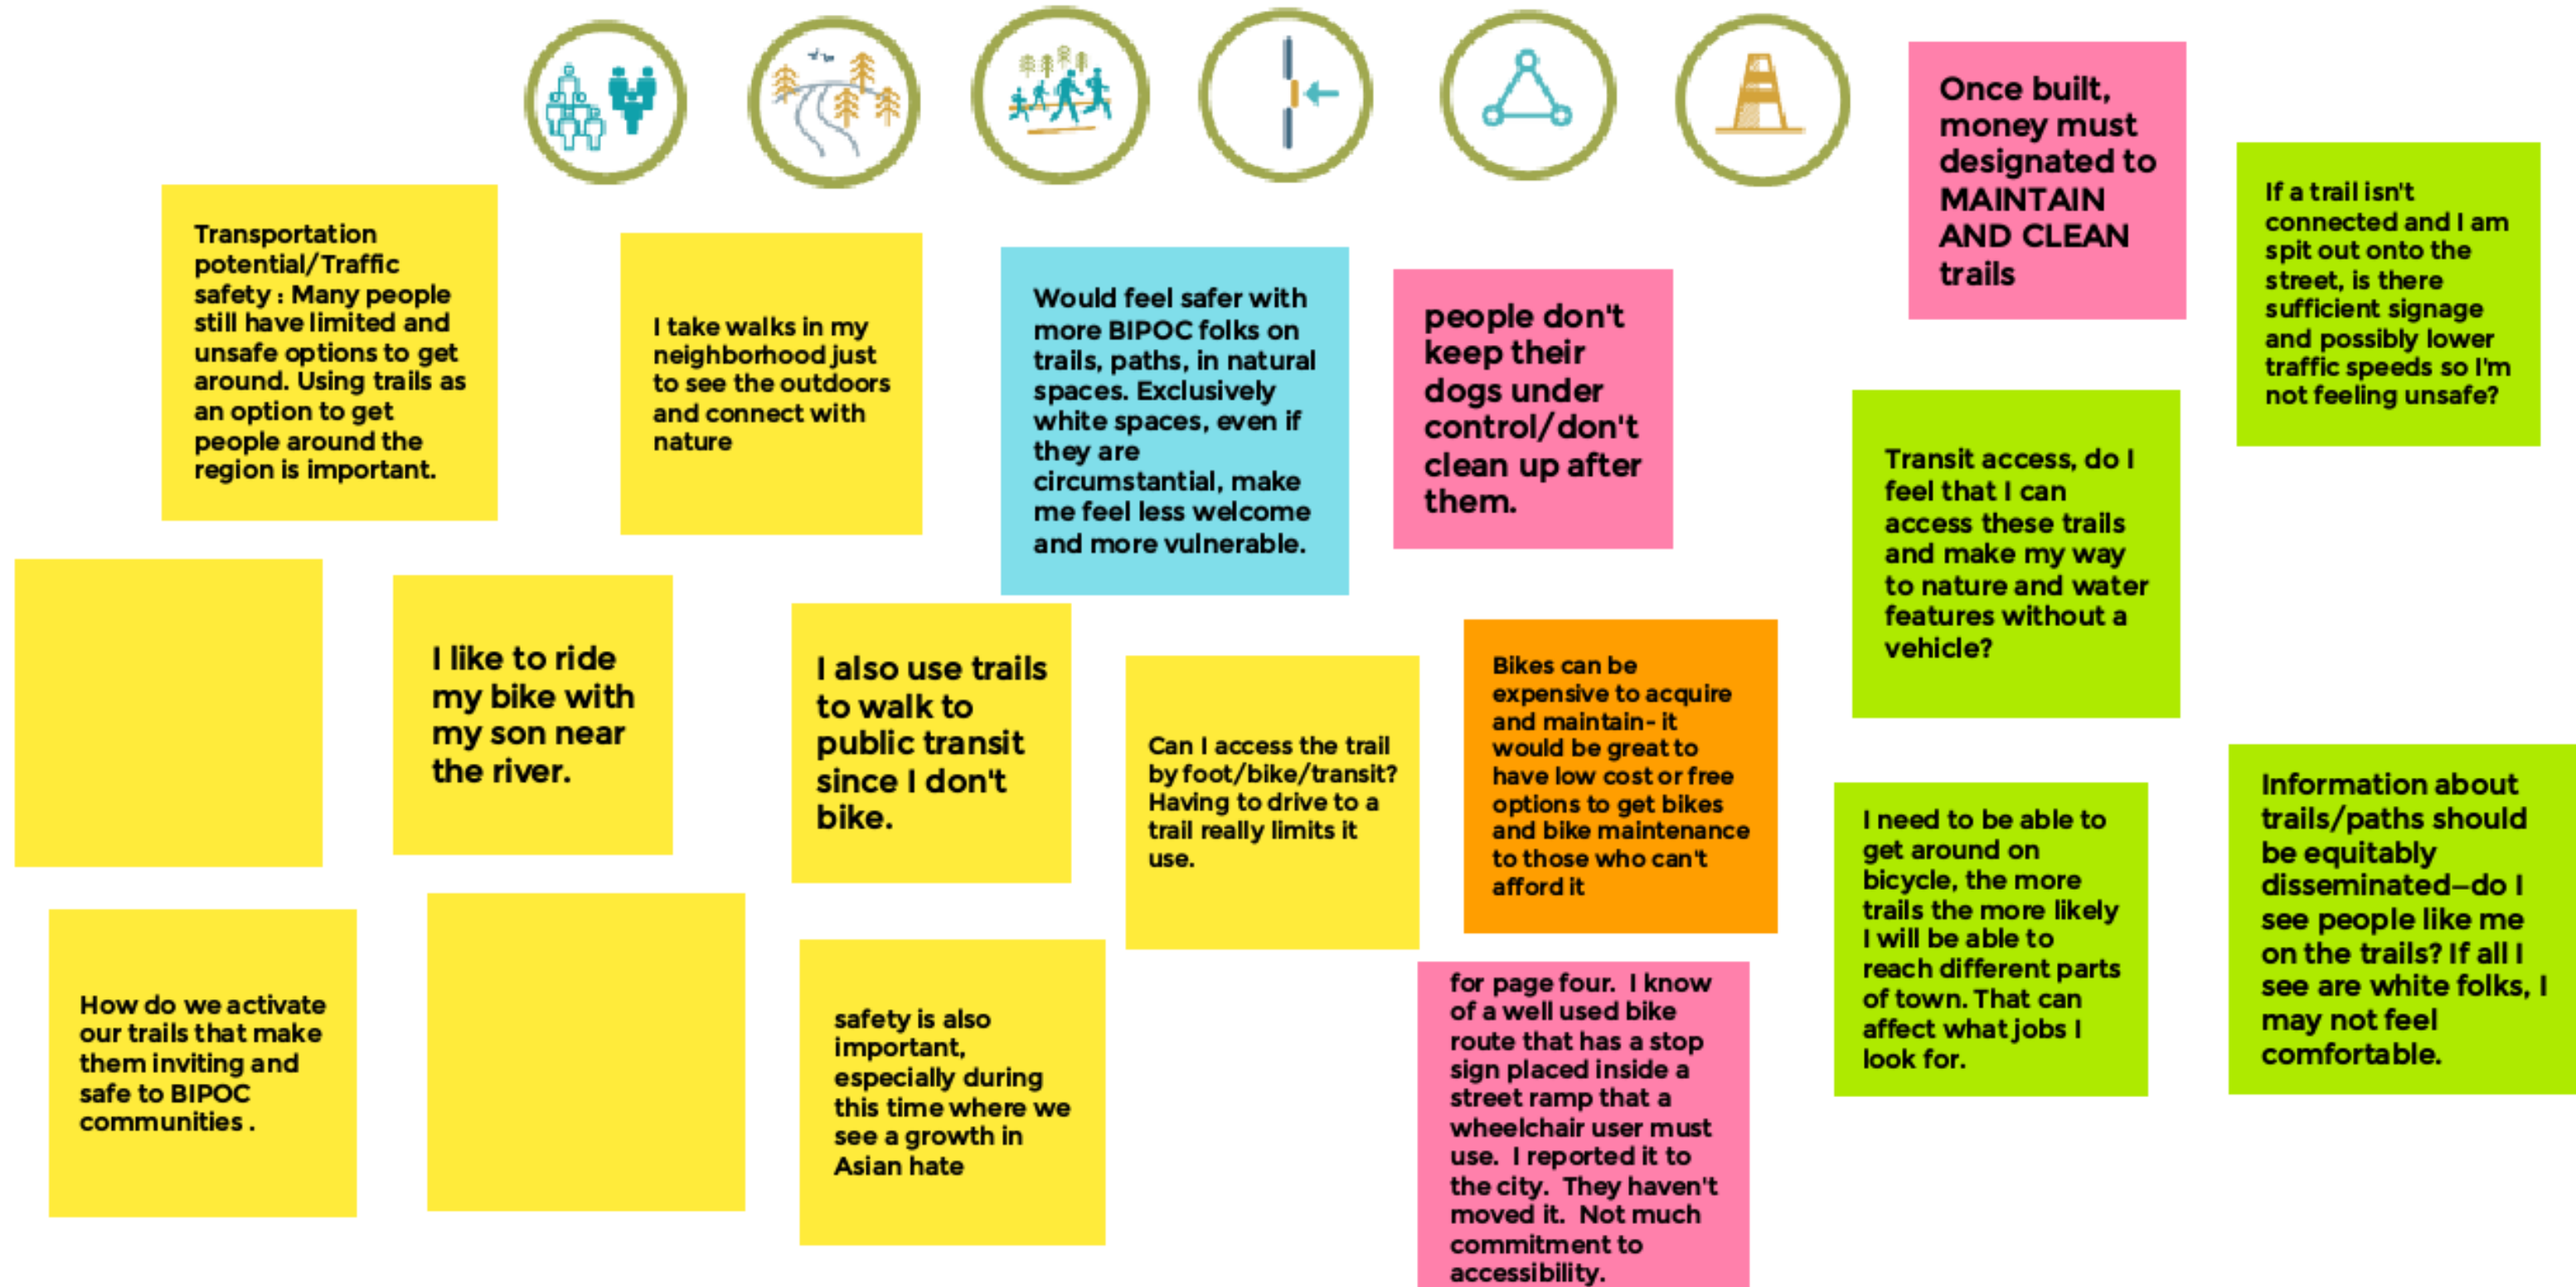 Once built,
money must
designated to
MAINTAIN
AND CLEAN
trails
If a trail isn't
connected and I am
spit out onto the
street, is there
sufficient signage
and possibly lower
traffic speeds so I'm
not feeling unsafe?
Transportation
potential/Traffic
safety : Many people
still have limited and
unsafe options to get
around. Using trails as
an option to get
people around the
region is important.
I take walks in my
neighborhood just
to see the outdoors
and connect with
nature
Would feel safer with
more BIPOC folks on
trails, paths, in natural
spaces. Exclusively
white spaces, even if
they are
circumstantial, make
me feel less welcome
and more vulnerable.
people don't
keep their
dogs under
control/don't
clean up after
them.
Transit access, do I
feel that I can
access these trails
and make my way
to nature and water
features without a
vehicle?
I like to ride
my bike with
my son near
the river.
I also use trails
to walk to
public transit
since I don't
bike.
Can I access the trail
by foot/bike/transit?
Having to drive to a
trail really limits it
use.
Bikes can be
expensive to acquire
and maintain- it
would be great to
have low cost or free
options to get bikes
and bike maintenance
to those who can't
afford it
I need to be able to
get around on
bicycle, the more
trails the more likely
I will be able to
reach different parts
of town. That can
affect what jobs I
look for.
Information about
trails/paths should
be equitably
disseminated—do I
see people like me
on the trails? If all I
see are white folks, I
may not feel
comfortable.
How do we activate
our trails that make
them inviting and
safe to BIPOC
communities .
safety is also
important,
especially during
this time where we
see a growth in
Asian hate
for page four.  I know
of a well used bike
route that has a stop
sign placed inside a
street ramp that a
wheelchair user must
use.  I reported it to
the city.  They haven't
moved it.  Not much
commitment to
accessibility.